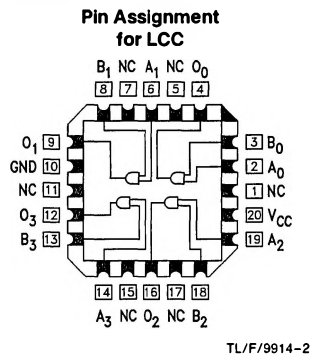 Pin Assignment
for LCC
B1 NC A1 NC O0
8 7 6 5 4
O1 9
GND 10
NC 11
O3 12
B3 13
3 B0
2 A0
1 NC
20 VCC
19 A2
14 15 16 17 18
A3 NC O2 NC B2
TL/F/9914-2